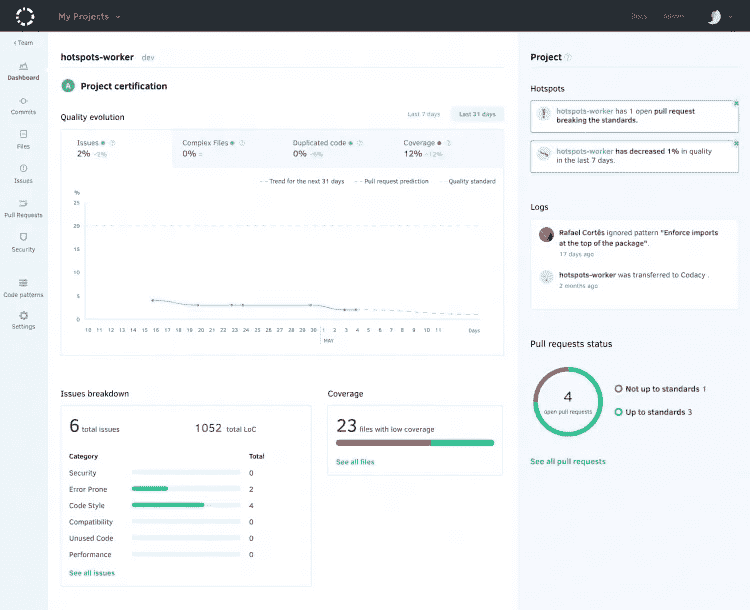 My Projects
Docs Admin
‹ Team
Dashboard
Commits
Files
Issues
Pull Requests
Security
Code patterns
Settings
hotspots-worker dev
A Project certification
Quality evolution
Last 7 days Last 31 days
Issues
2% -5%
Complex Files
0% =
Duplicated code
0% -9%
Coverage
12% +12%
Trend for the next 31 days Pull request prediction Quality standard
%
25
20
15
10
5
0
10 11 12 13 14 15 16 17 18 19 20 21 22 23 24 25 26 27 28 29 30 1 2 3 4 5 6 7 8 9 10 11 Days
MAY
Issues breakdown
6 total issues 1052 total LoC
Category Total
Security 0
Error Prone 2
Code Style 4
Compatibility 0
Unused Code 0
Performance 0
See all issues
Coverage
23 files with low coverage
See all files
Project ?
Hotspots
hotspots-worker has 1 open pull request
breaking the standards.
hotspots-worker has decreased 1% in quality
in the last 7 days.
Logs
Rafael Cortês ignored pattern "Enforce imports
at the top of the package".
17 days ago
hotspots-worker was transferred to Codacy .
2 months ago
Pull requests status
4
open pull requests
Not up to standards 1
Up to standards 3
See all pull requests